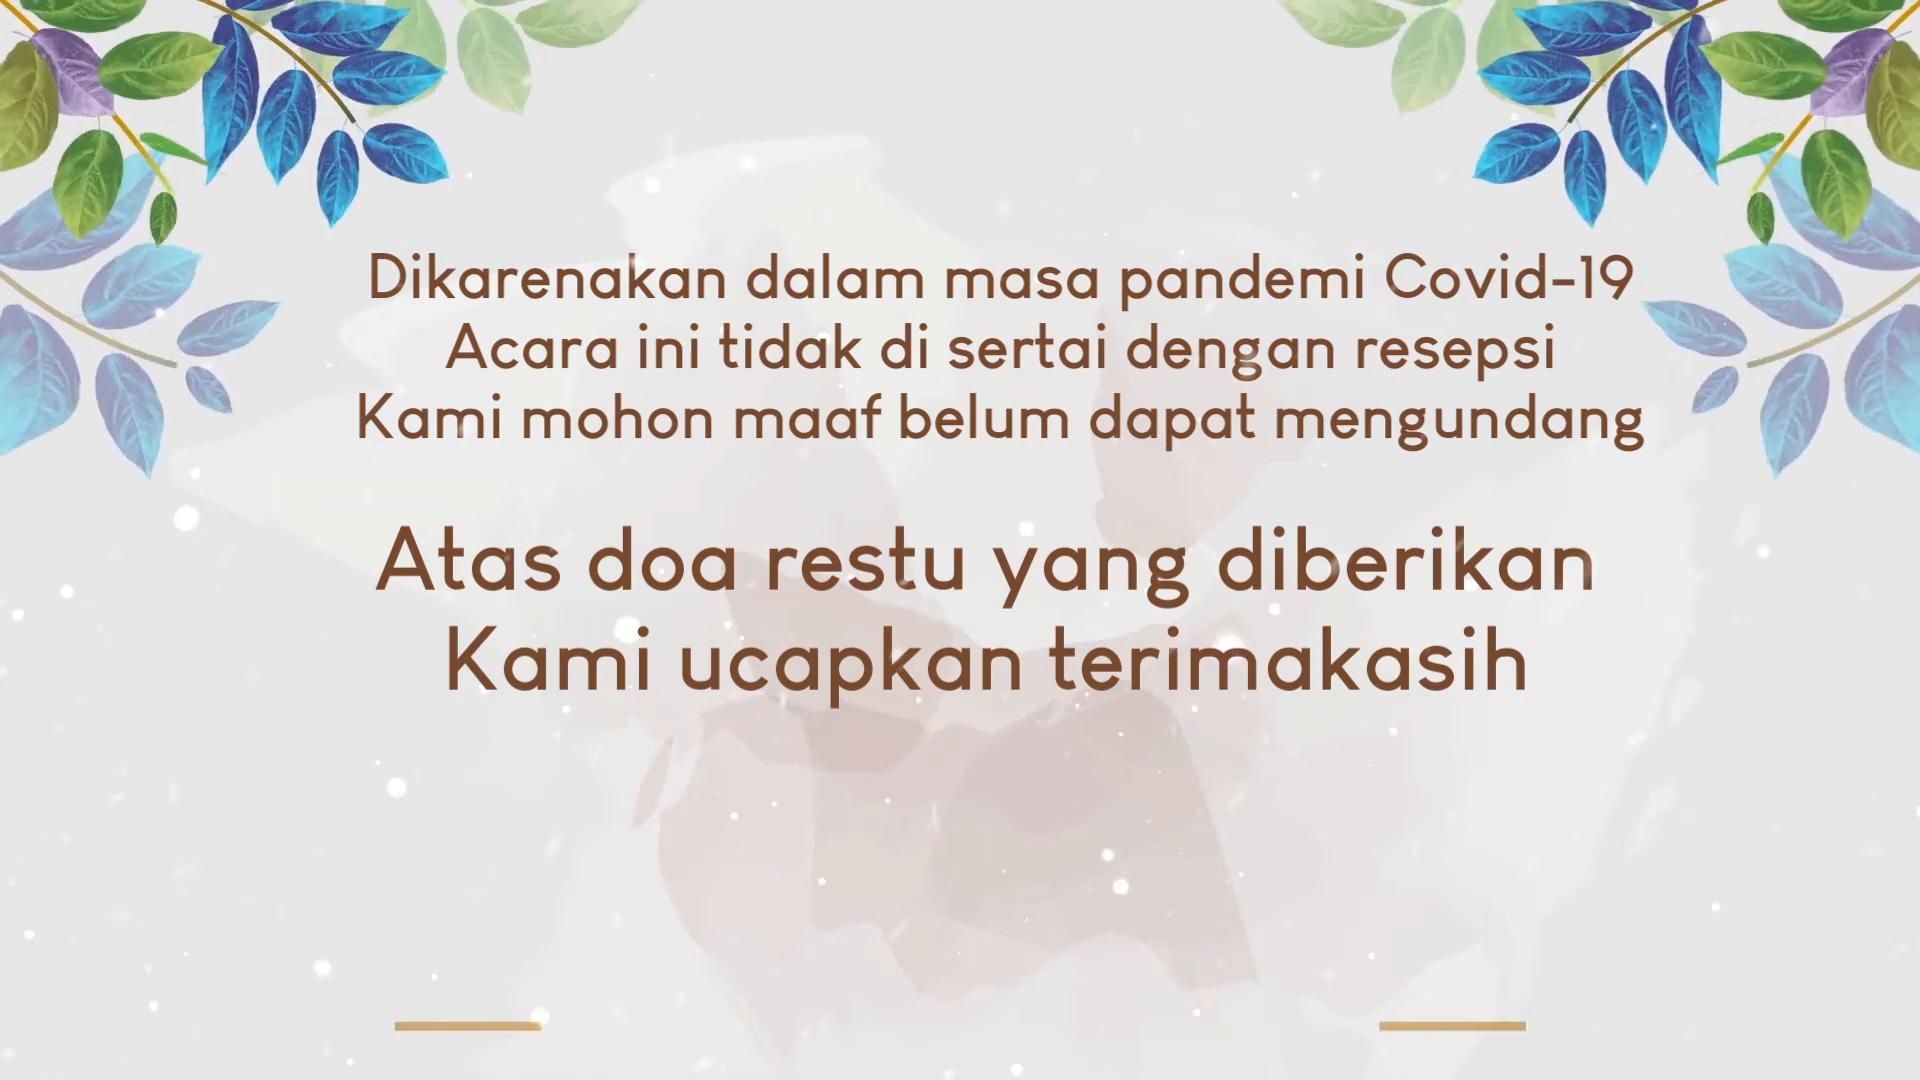 Dikarenakan dalam masa pandemi Covid-19
Acara ini tidak di sertai dengan resepsi
Kami mohon maaf belum dapat mengundang
Atas doa restu yang diberikan
Kami ucapkan terimakasih